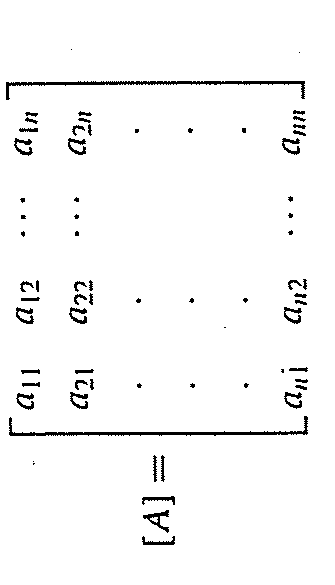 a11 a12 ... a1n
a21 a22 ... a2n
. . .
[A] = . . .
. . .
an1 an2 ... ann